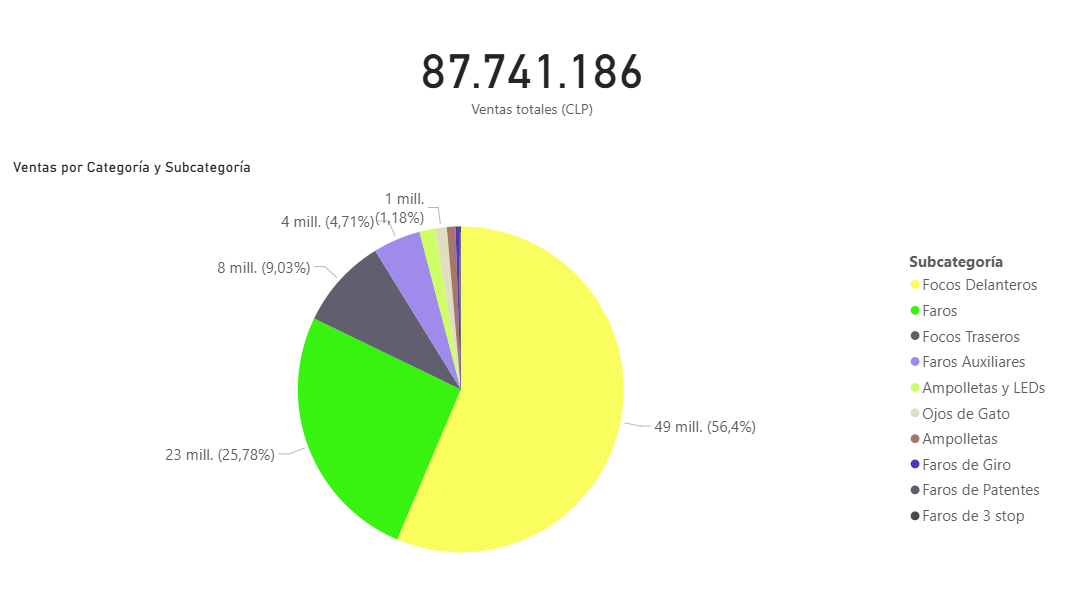 87.741.186
Ventas totales (CLP)
Ventas por Categoría y Subcategoría
1 mill.
(1,18%)
4 mill. (4,71%)
8 mill. (9,03%)
23 mill. (25,78%)
49 mill. (56,4%)
Subcategoría
Focos Delanteros
Faros
Focos Traseros
Faros Auxiliares
Ampolletas y LEDs
Ojos de Gato
Ampolletas
Faros de Giro
Faros de Patentes
Faros de 3 stop